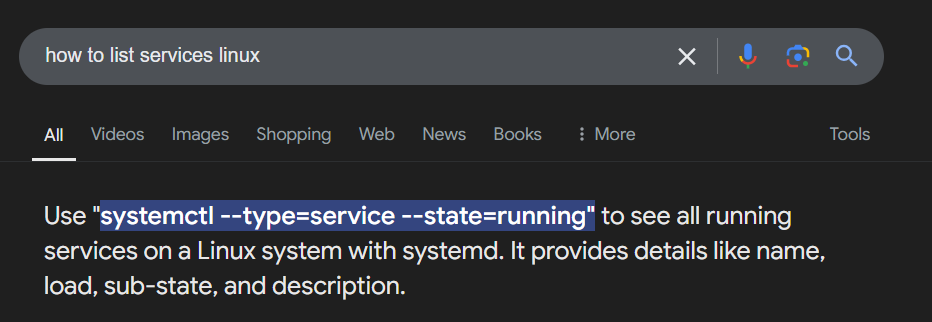 how to list services linux
All Videos Images Shopping Web News Books More Tools
Use "systemctl --type=service --state=running" to see all running
services on a Linux system with systemd. It provides details like name,
load, sub-state, and description.